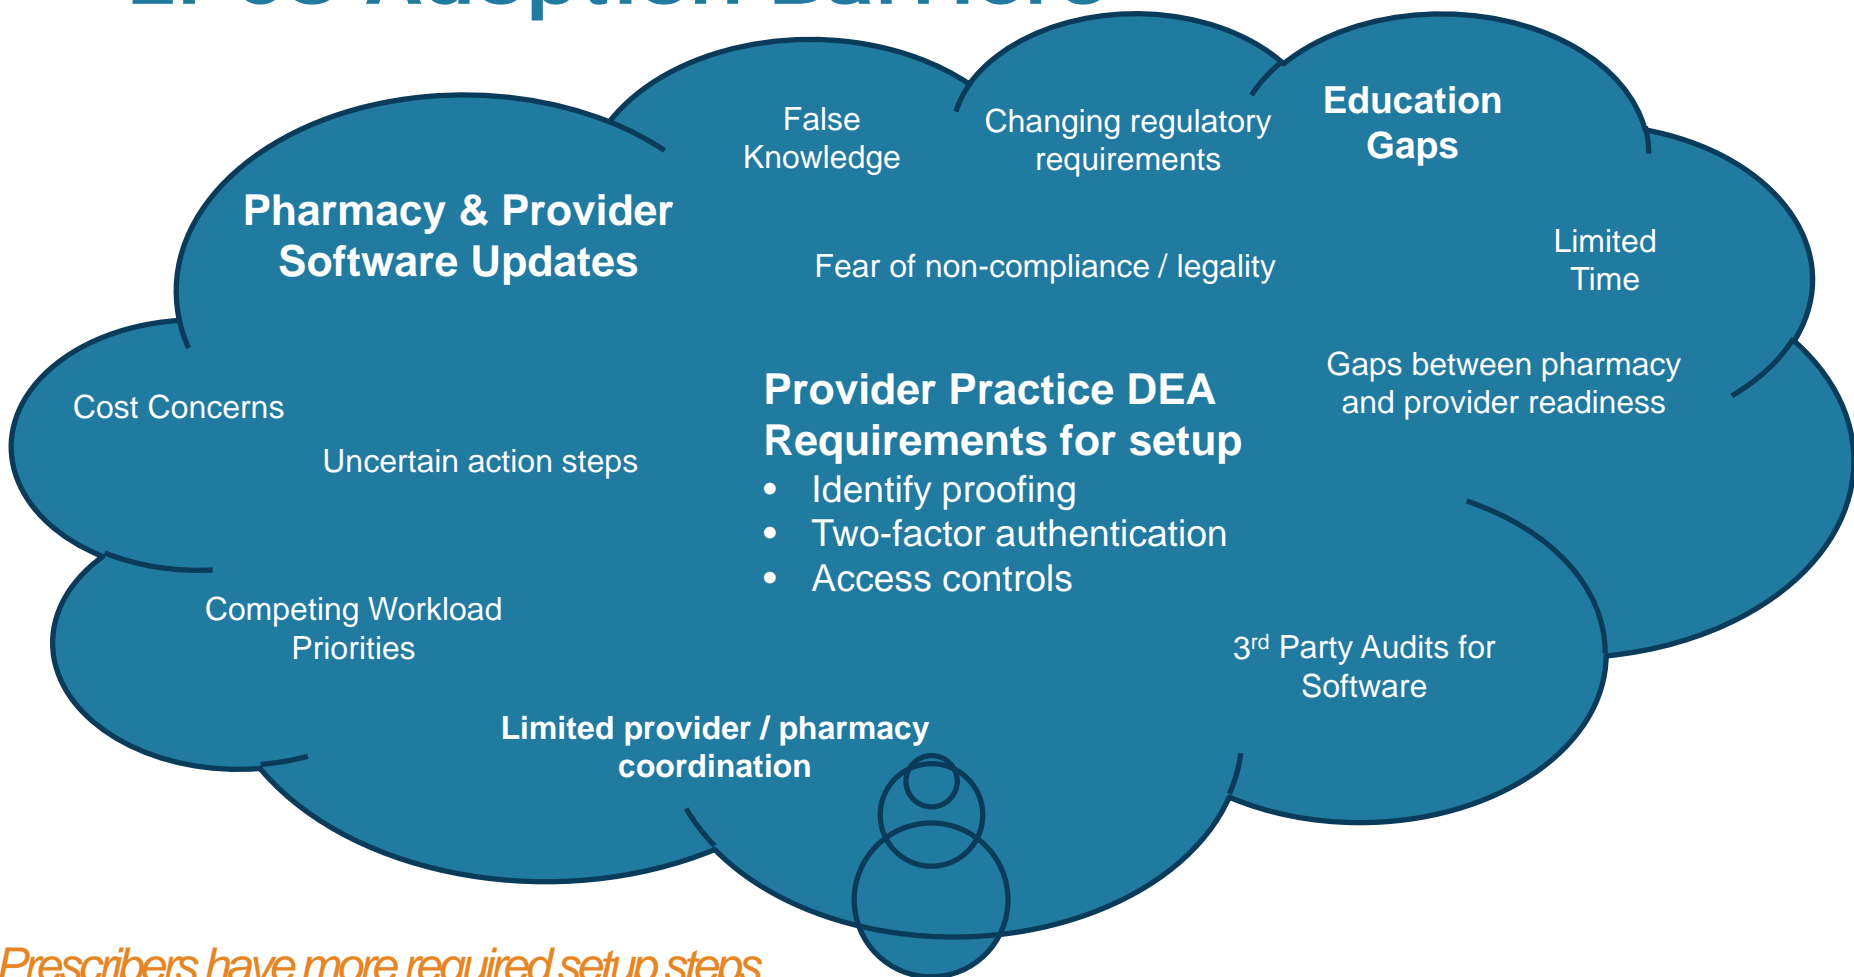 Adoption Barriers
False
Knowledge
Changing regulatory
requirements
Education
Gaps
Pharmacy & Provider
Software Updates
Fear of non-compliance / legality
Limited
Time
Provider Practice DEA
Requirements for setup
• Identify proofing
• Two-factor authentication
• Access controls
Gaps between pharmacy
and provider readiness
Cost Concerns
Uncertain action steps
Competing Workload
Priorities
3rd Party Audits for
Software
Limited provider / pharmacy
coordination
Prescribers have more required setup steps